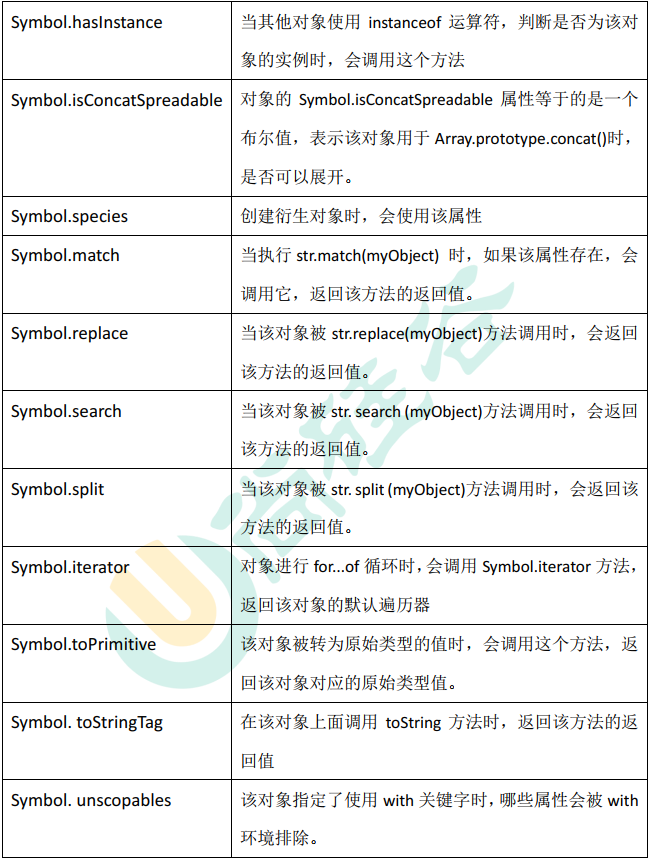 Symbol.hasInstance
当其他对象使用 instanceof 运算符，判断是否为该对
象的实例时，会调用这个方法
Symbol.isConcatSpreadable
对象的 Symbol.isConcatSpreadable 属性等于的是一个
布尔值，表示该对象用于 Array.prototype.concat()时，
是否可以展开。
Symbol.species
创建衍生对象时，会使用该属性
Symbol.match
当执行 str.match(myObject) 时，如果该属性存在，会
调用它，返回该方法的返回值。
Symbol.replace
当该对象被 str.replace(myObject)方法调用时，会返回
该方法的返回值。
Symbol.search
当该对象被 str. search (myObject)方法调用时，会返回
该方法的返回值。
Symbol.split
当该对象被 str. split (myObject)方法调用时，会返回该
方法的返回值。
Symbol.iterator
对象进行 for...of 循环时，会调用 Symbol.iterator 方法，
返回该对象的默认遍历器
Symbol.toPrimitive
该对象被转为原始类型的值时，会调用这个方法，返
回该对象对应的原始类型值。
Symbol. toStringTag
在该对象上面调用 toString 方法时，返回该方法的返
回值
Symbol. unscopables
该对象指定了使用 with 关键字时，哪些属性会被 with
环境排除。
尚硅谷